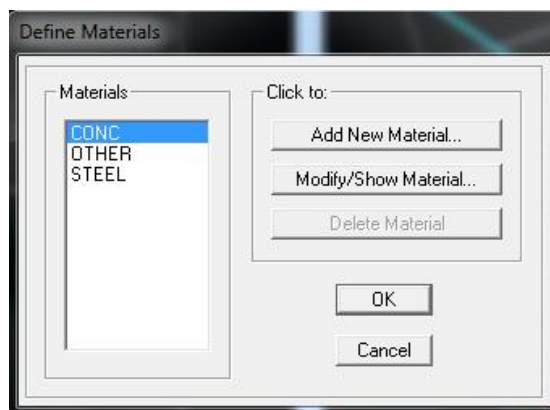 Define Materials
Materials
CONC
OTHER
STEEL
Click to:
Add New Material...
Modify/Show Material...
Delete Material
OK
Cancel